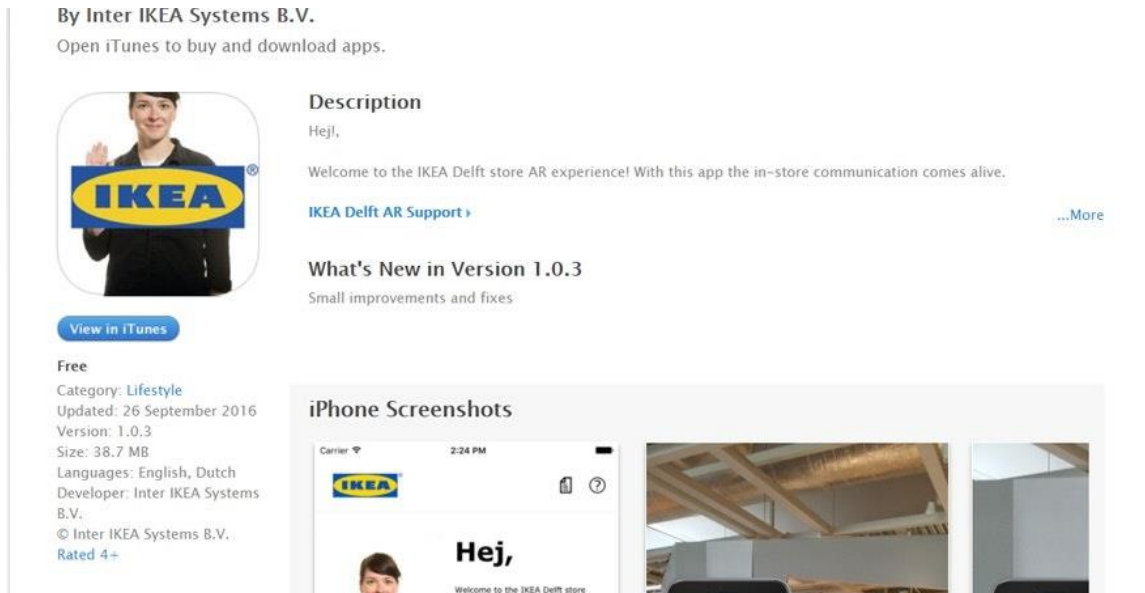 By Inter IKEA Systems B.V.
Open iTunes to buy and download apps.
IKEA®
View in iTunes
Free
Category: Lifestyle
Updated: 26 September 2016
Version: 1.0.3
Size: 38.7 MB
Languages: English, Dutch
Developer: Inter IKEA Systems
B.V.
© Inter IKEA Systems B.V.
Rated 4+
Description
Hej!,
Welcome to the IKEA Delft store AR experience! With this app the in-store communication comes alive.
IKEA Delft AR Support
...More
What's New in Version 1.0.3
Small improvements and fixes
iPhone Screenshots
Carrier 2:24 PM
IKEA
Hej,
Welcome to the IKEA Delft store